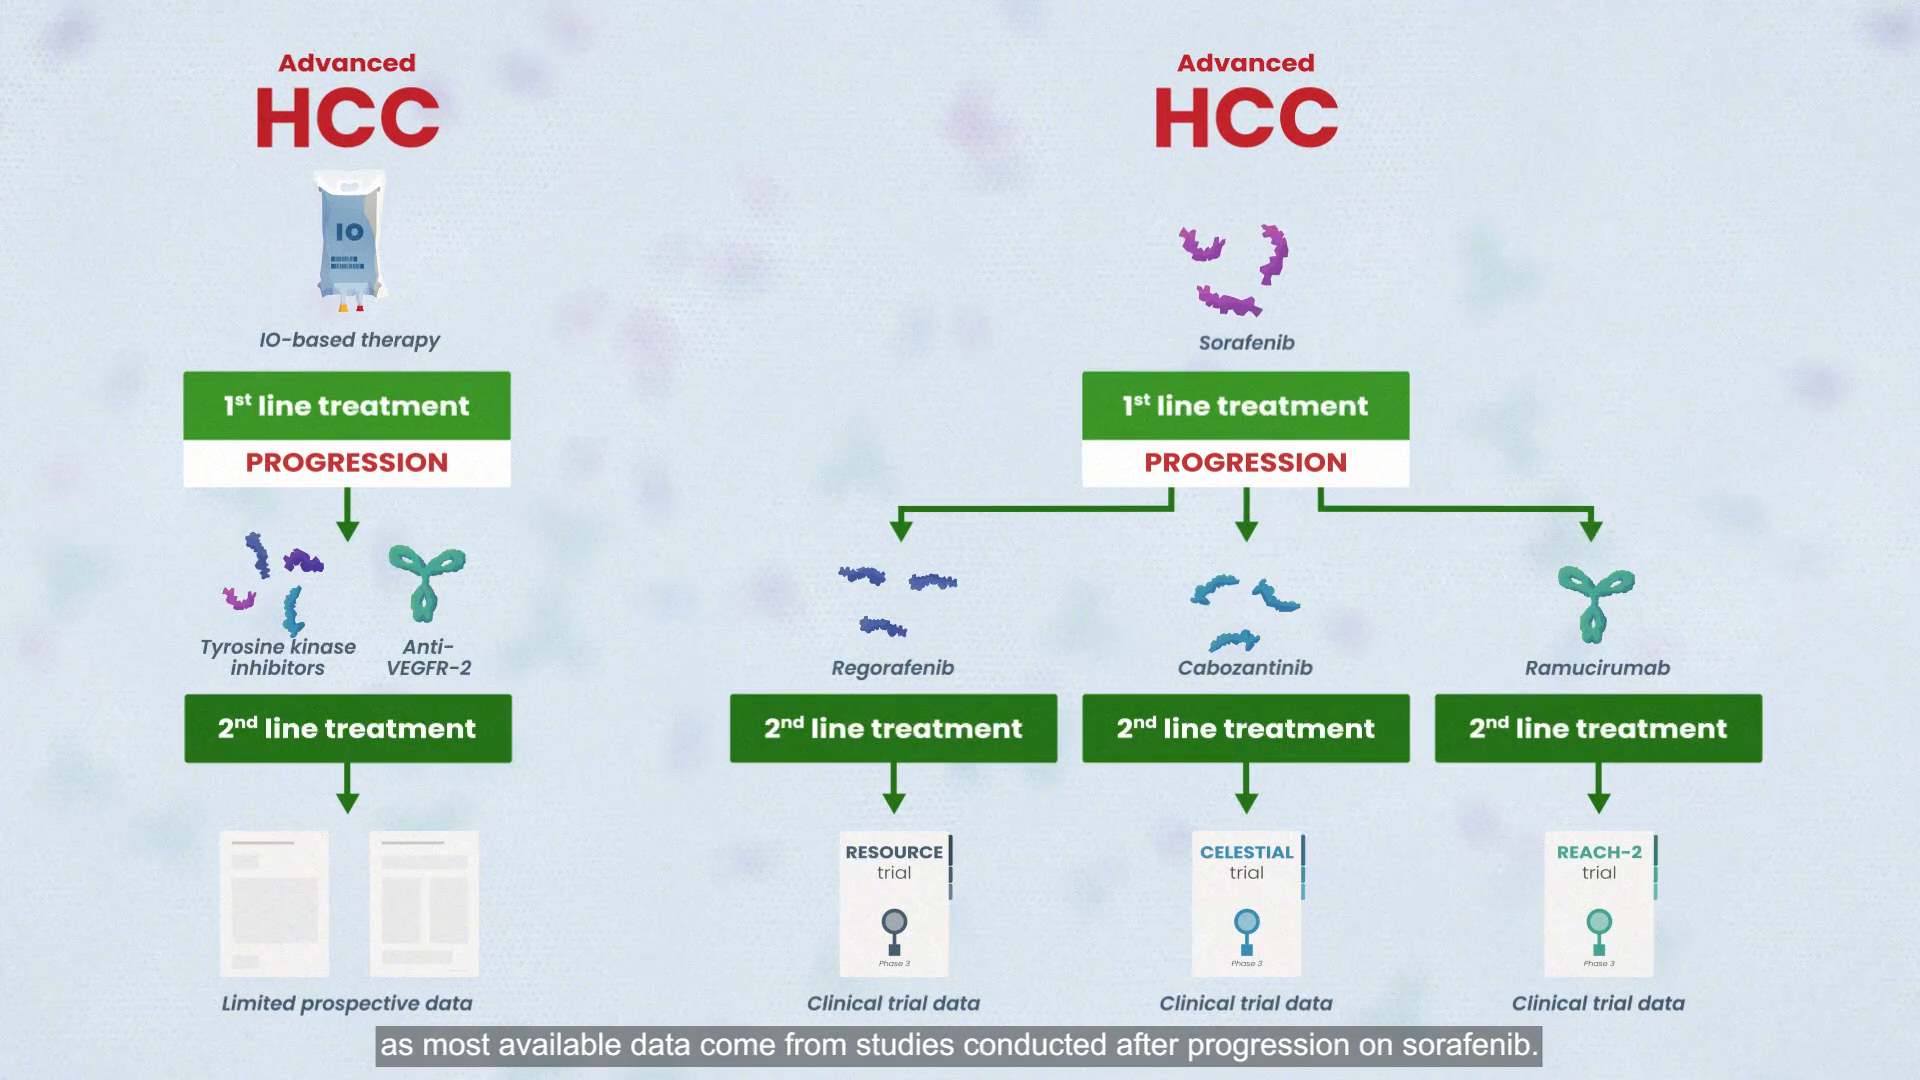 Advanced
HCC
IO
IO-based therapy
1st line treatment
PROGRESSION
Tyrosine kinase
inhibitors
Anti-
VEGFR-2
2nd line treatment
Limited prospective data
Advanced
HCC
Sorafenib
1st line treatment
PROGRESSION
Regorafenib
2nd line treatment
RESOURCE
trial
Phase 3
Clinical trial data
Cabozantinib
2nd line treatment
CELESTIAL
trial
Phase 3
Clinical trial data
Ramucirumab
2nd line treatment
REACH-2
trial
Phase 3
Clinical trial data
as most available data come from studies conducted after progression on sorafenib.